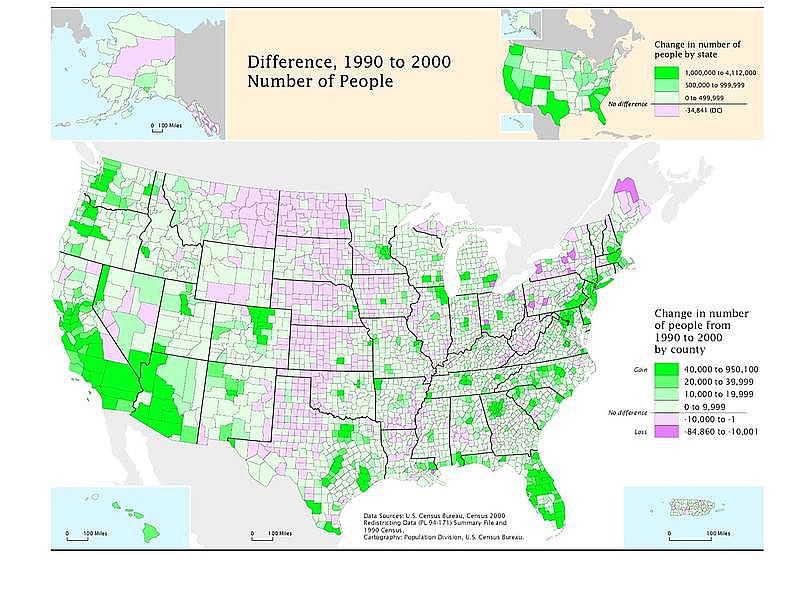 Difference, 1990 to 2000
Number of People
Change in number of
people by state
1,000,000 to 4,112,000
500,000 to 999,999
0 to 499,999
No difference
-34,841 (DC)
0 100 Miles
Change in number
of people from
1990 to 2000
by county
Gain 40,000 to 950,100
20,000 to 39,999
10,000 to 19,999
0 to 9,999
No difference
-10,000 to -1
Loss -84,860 to -10,001
0 100 Miles
0 100 Miles
Data Sources: U.S. Census Bureau, Census 2000
Redistricting Data (PL 94-171) Summary File and
1990 Census.
Cartography: Population Division, U.S. Census Bureau.
0 100 Miles